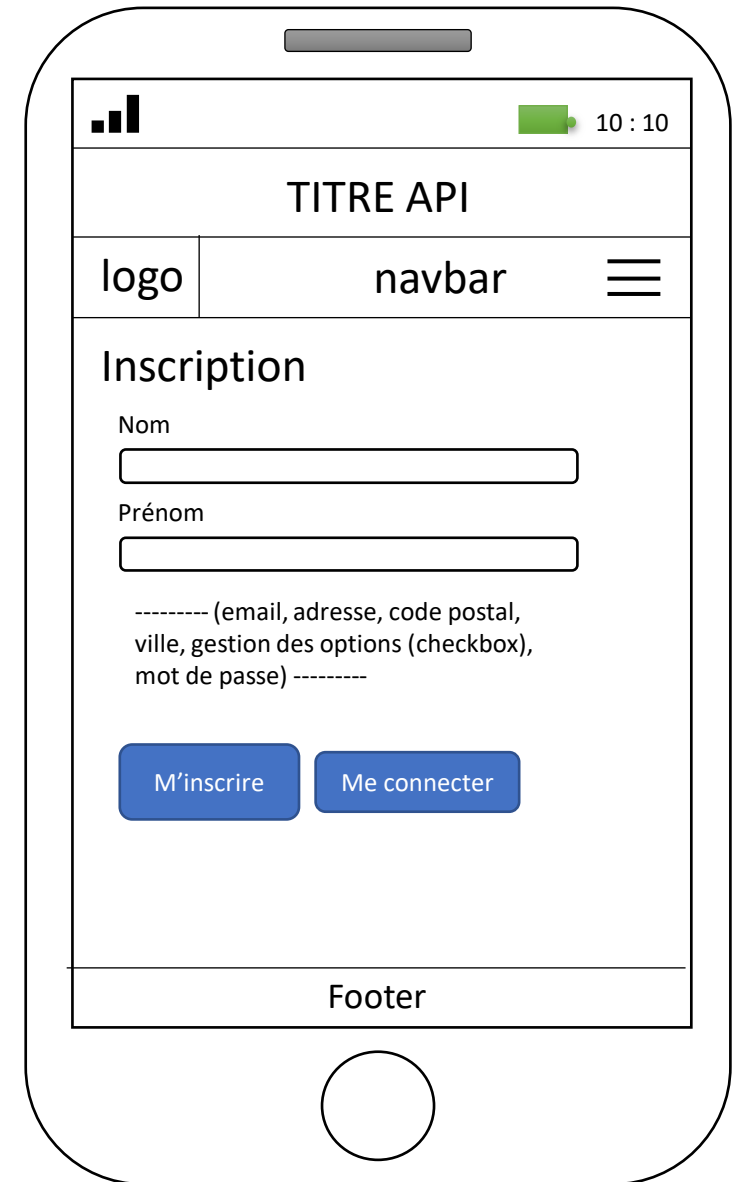 10 : 10
TITRE API
logo
navbar
Inscription
Nom
Prénom
--------- (email, adresse, code postal,
ville, gestion des options (checkbox),
mot de passe) ---------
M’inscrire
Me connecter
Footer